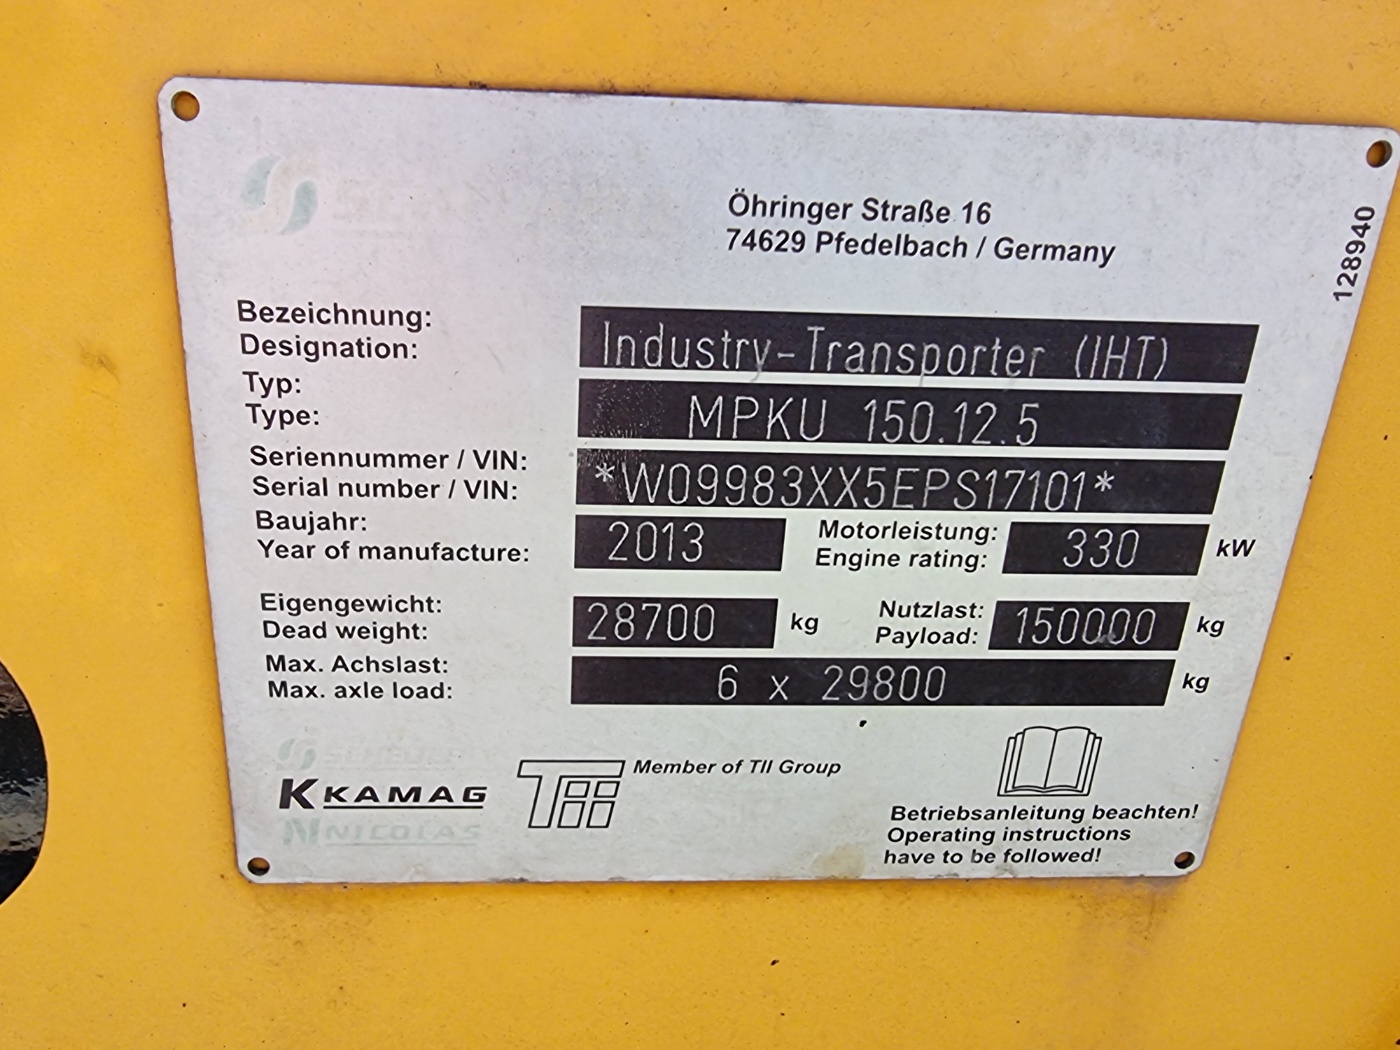 Öhringer Straße 16
74629 Pfedelbach / Germany
128940
Bezeichnung:
Designation:
Industry-Transporter (IHT)
Typ:
Type:
MPKU 150.12.5
Seriennummer / VIN:
Serial number / VIN:
*W09983XX5EPS17101*
Baujahr:
Year of manufacture:
2013
Motorleistung:
Engine rating:
330
kW
Eigengewicht:
Dead weight:
28700
kg
Nutzlast:
Payload:
150000
kg
Max. Achslast:
Max. axle load:
6 x 29800
kg
KAMAG
NICOLAS
TII
Member of TII Group
Betriebsanleitung beachten!
Operating instructions
have to be followed!